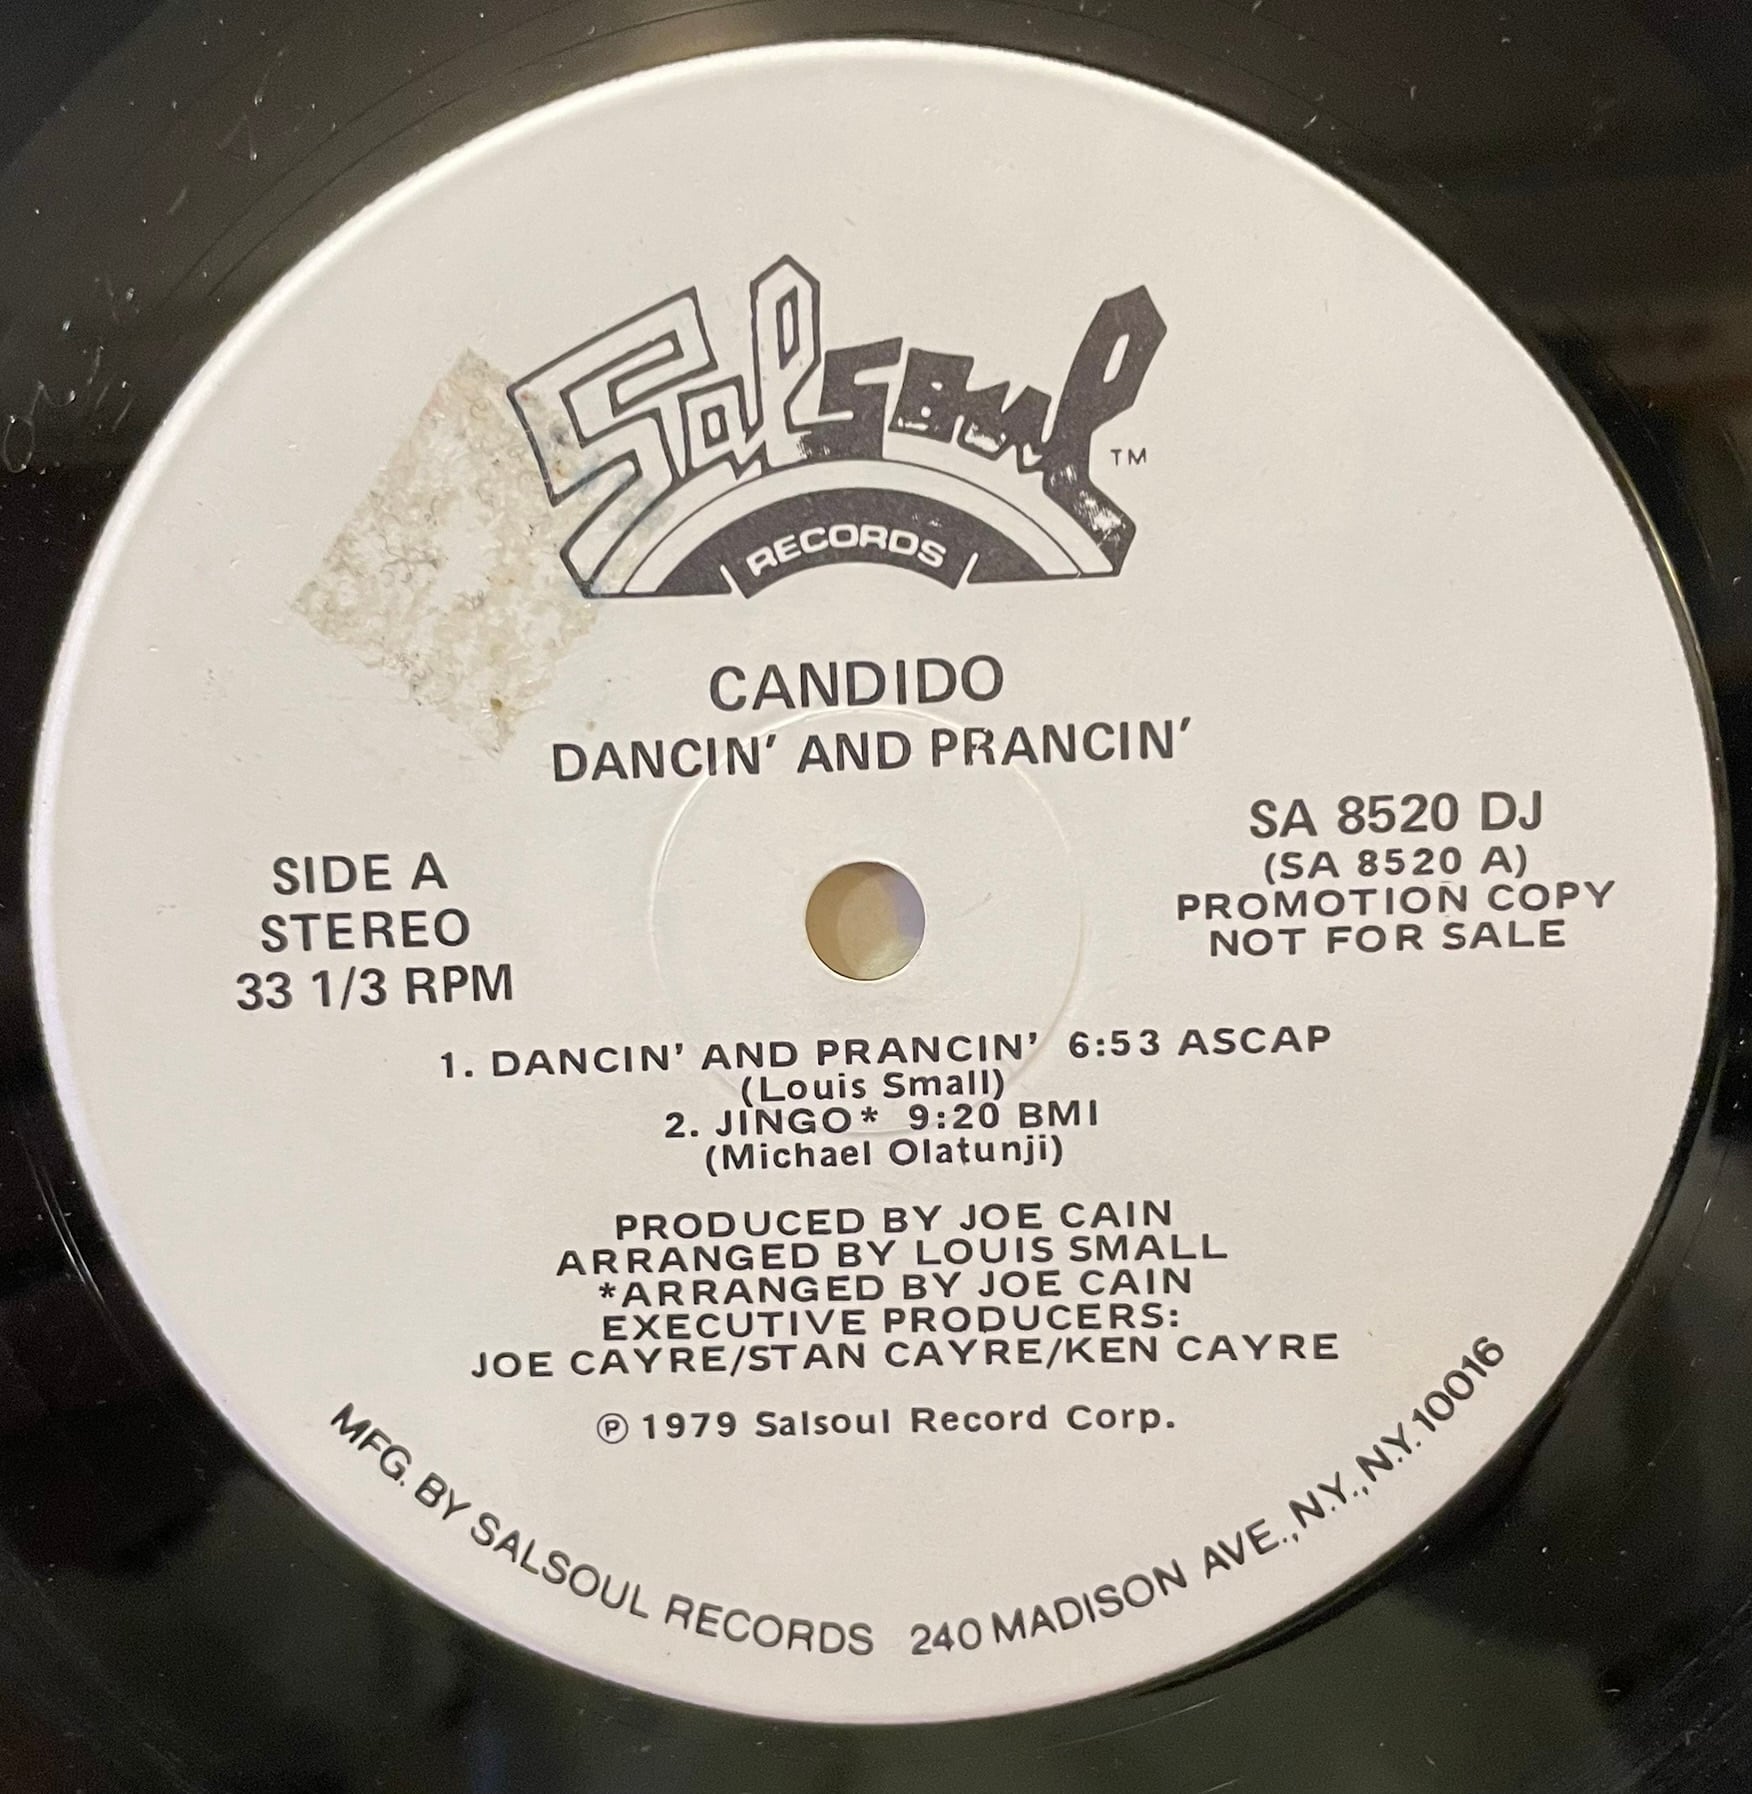 Salsoul
TM
RECORDS
CANDIDO
DANCIN' AND PRANCIN'
SIDE A
STEREO
33 1/3 RPM
SA 8520 DJ
(SA 8520 A)
PROMOTION COPY
NOT FOR SALE
1. DANCIN' AND PRANCIN' 6:53 ASCAP
(Louis Small)
2. JINGO* 9:20 BMI
(Michael Olatunji)
PRODUCED BY JOE CAIN
ARRANGED BY LOUIS SMALL
*ARRANGED BY JOE CAIN
EXECUTIVE PRODUCERS:
JOE CAYRE/STAN CAYRE/KEN CAYRE
℗ 1979 Salsoul Record Corp.
MFG. BY SALSOUL RECORDS 240 MADISON AVE., N.Y., N.Y. 10016